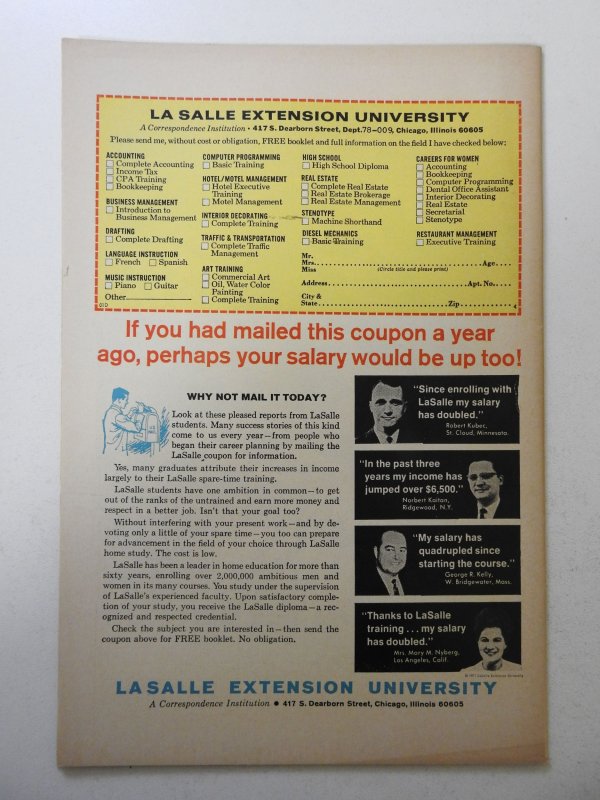 LA SALLE EXTENSION UNIVERSITY
A Correspondence Institution • 417 S. Dearborn Street, Dept. 78-009, Chicago, Illinois 60605
Please send me, without cost or obligation, FREE booklet and full information on the field I have checked below:
ACCOUNTING
Complete Accounting
Income Tax
CPA Training
Bookkeeping
BUSINESS MANAGEMENT
Introduction to
Business Management
DRAFTING
Complete Drafting
LANGUAGE INSTRUCTION
French Spanish
MUSIC INSTRUCTION
Piano Guitar
Other
COMPUTER PROGRAMMING
Basic Training
HOTEL/MOTEL MANAGEMENT
Hotel Executive
Training
Motel Management
INTERIOR DECORATING
Complete Training
TRAFFIC & TRANSPORTATION
Complete Traffic
Management
ART TRAINING
Commercial Art
Oil, Water Color
Painting
Complete Training
HIGH SCHOOL
High School Diploma
REAL ESTATE
Complete Real Estate
Real Estate Brokerage
Real Estate Management
STENOTYPE
Machine Shorthand
DIESEL MECHANICS
Basic Training
CAREERS FOR WOMEN
Accounting
Bookkeeping
Computer Programming
Dental Office Assistant
Interior Decorating
Real Estate
Secretarial
Stenotype
RESTAURANT MANAGEMENT
Executive Training
Mr.
Mrs. Age
Miss (Circle title and please print)
Address Apt. No.
City &
State Zip
If you had mailed this coupon a year
ago, perhaps your salary would be up too!
WHY NOT MAIL IT TODAY?
Look at these pleased reports from LaSalle
students. Many success stories of this kind
come to us every year—from people who
began their career planning by mailing the
LaSalle coupon for information.
Yes, many graduates attribute their increases in income
largely to their LaSalle spare-time training.
LaSalle students have one ambition in common—to get
out of the ranks of the untrained and earn more money and
respect in a better job. Isn't that your goal too?
Without interfering with your present work—and by de-
voting only a little of your spare time—you too can prepare
for advancement in the field of your choice through LaSalle
home study. The cost is low.
LaSalle has been a leader in home education for more than
sixty years, enrolling over 2,000,000 ambitious men and
women in its many courses. You study under the supervision
of LaSalle's experienced faculty. Upon satisfactory comple-
tion of your study, you receive the LaSalle diploma—a rec-
ognized and respected credential.
Check the subject you are interested in—then send the
coupon above for FREE booklet. No obligation.
"Since enrolling with
LaSalle my salary
has doubled."
Robert Kubec,
St. Cloud, Minnesota.
"In the past three
years my income has
jumped over $6,500."
Norbert Kaitan,
Ridgewood, N.Y.
"My salary has
quadrupled since
starting the course."
George R. Kelly,
W. Bridgewater, Mass.
"Thanks to LaSalle
training . . . my salary
has doubled."
Mrs. Mary M. Nyberg,
Los Angeles, Calif.
© 1971 LaSalle Extension University
LA SALLE EXTENSION UNIVERSITY
A Correspondence Institution • 417 S. Dearborn Street, Chicago, Illinois 60605